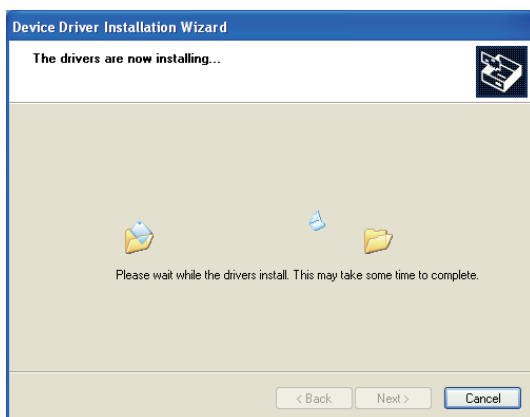 Device Driver Installation Wizard
The drivers are now installing...
Please wait while the drivers install. This may take some time to complete.
< Back
Next >
Cancel